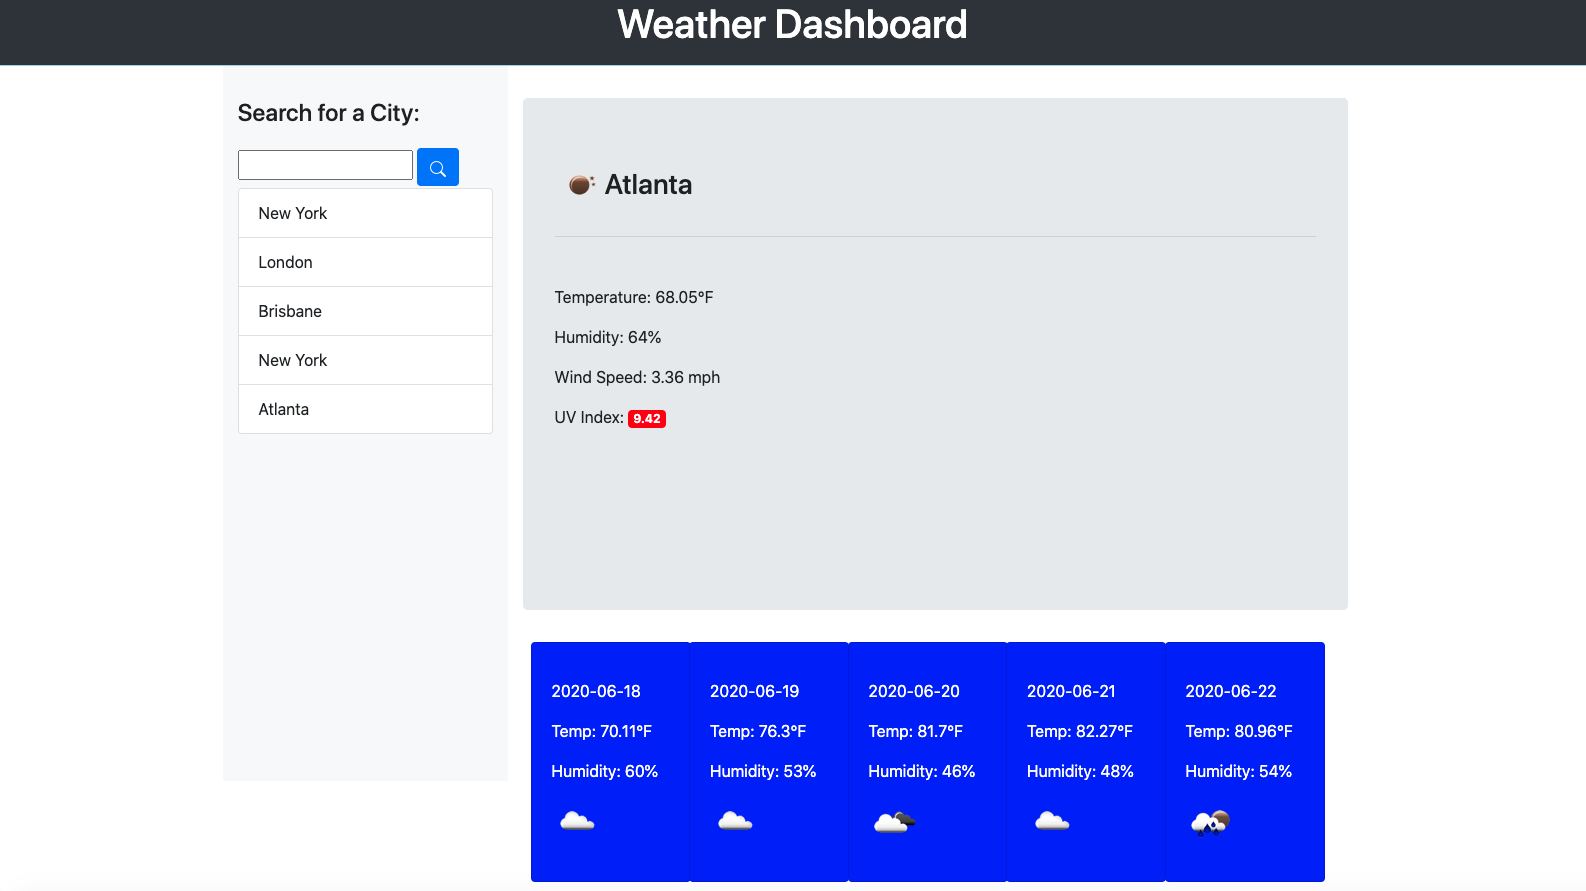 Weather Dashboard
Search for a City:
New York
London
Brisbane
New York
Atlanta
Atlanta
Temperature: 68.05°F
Humidity: 64%
Wind Speed: 3.36 mph
UV Index: 9.42
2020-06-18
Temp: 70.11°F
Humidity: 60%
2020-06-19
Temp: 76.3°F
Humidity: 53%
2020-06-20
Temp: 81.7°F
Humidity: 46%
2020-06-21
Temp: 82.27°F
Humidity: 48%
2020-06-22
Temp: 80.96°F
Humidity: 54%